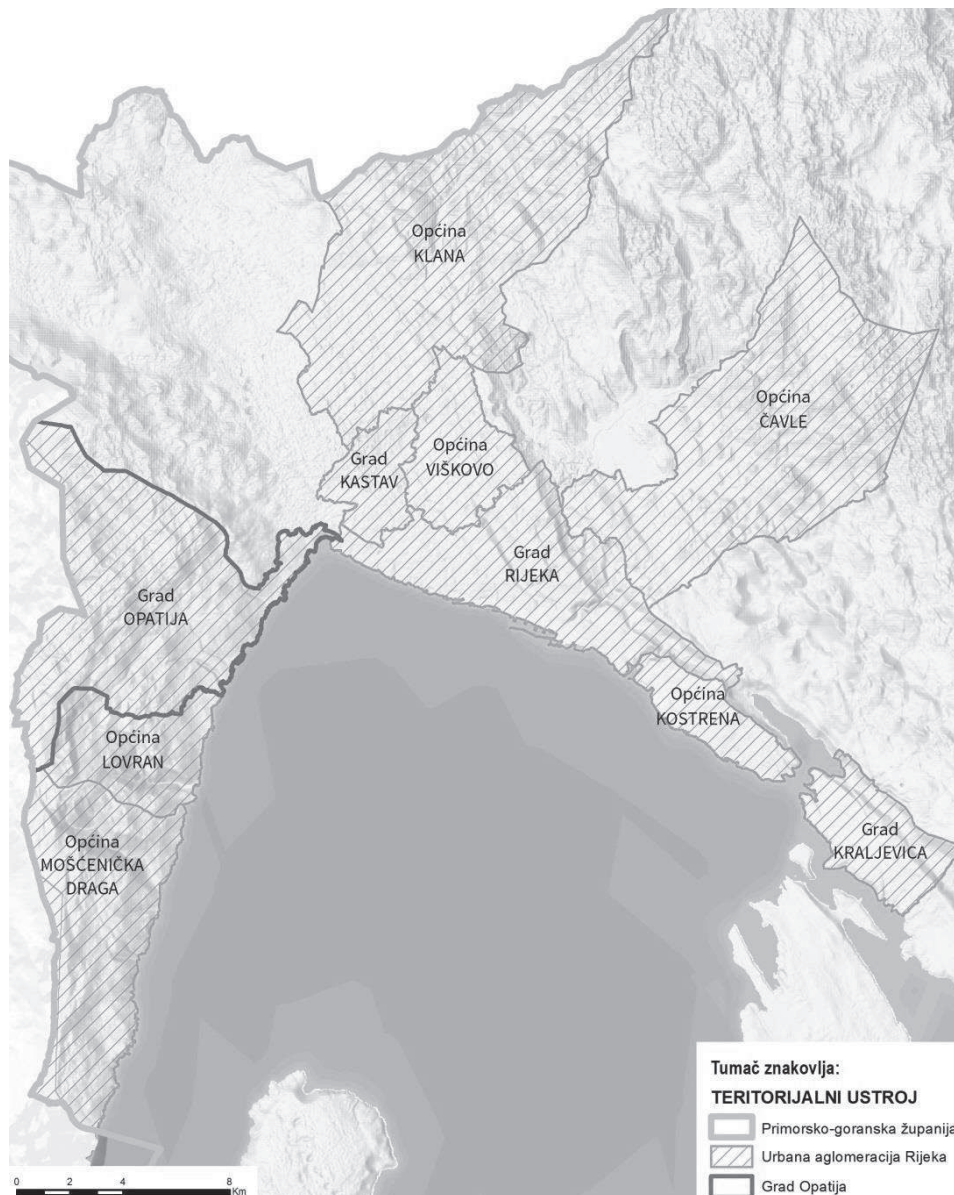 Općina
KLANA
Općina
ČAVLE
Općina
VIŠKOVO
Grad
KASTAV
Grad
RIJEKA
Grad
OPATIJA
Općina
KOSTRENA
Općina
LOVRAN
Grad
KRALJEVICA
Općina
MOŠĆENIČKA
DRAGA
Tumač znakovlja:
TERITORIJALNI USTROJ
Primorsko-goranska županija
Urbana aglomeracija Rijeka
Grad Opatija
0 2 4 8
Km